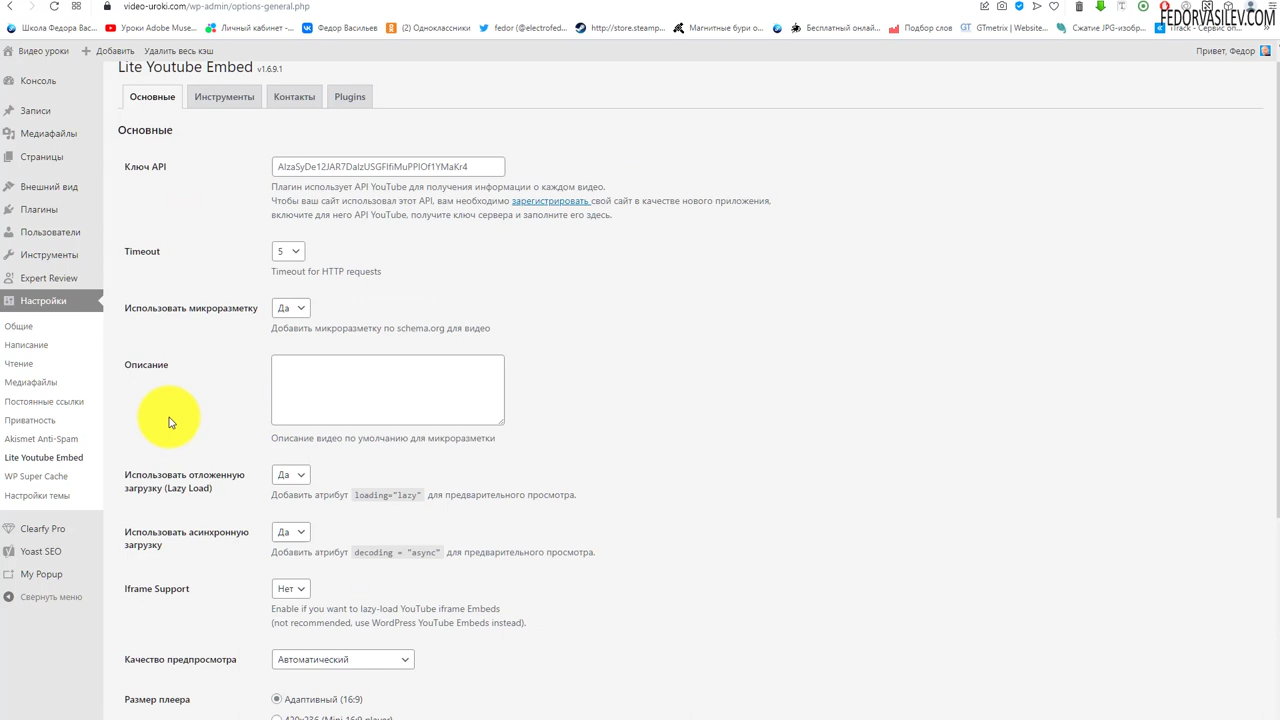 video-uroki.com/wp-admin/options-general.php
FEDORVASILEV.COM
Школа Федора Васил...
Уроки Adobe Muse...
Личный кабинет -...
Федор Васильев
(2) Одноклассники
fedor (@electrofed...
http://store.steamp...
Магнитные бури о...
Бесплатный онлай...
Подбор слов
GTmetrix | Website...
Сжатие JPG-изобр...
Видео уроки
Добавить
Удалить весь кэш
Привет, Федор
Lite Youtube Embed v1.6.9.1
Основные
Инструменты
Контакты
Plugins
Консоль
Записи
Медиафайлы
Страницы
Внешний вид
Плагины
Пользователи
Инструменты
Expert Review
Настройки
Общие
Написание
Чтение
Медиафайлы
Постоянные ссылки
Приватность
Akismet Anti-Spam
Lite Youtube Embed
WP Super Cache
Настройки темы
Clearfy Pro
Yoast SEO
My Popup
Свернуть меню
Основные
Ключ API
Плагин использует API YouTube для получения информации о каждом видео.
Чтобы ваш сайт использовал этот API, вам необходимо зарегистрировать свой сайт в качестве нового приложения,
включите для него API YouTube, получите ключ сервера и заполните его здесь.
Timeout
5
Timeout for HTTP requests
Использовать микроразметку
Да
Добавить микроразметку по schema.org для видео
Описание
Описание видео по умолчанию для микроразметки
Использовать отложенную
загрузку (Lazy Load)
Да
Добавить атрибут loading="lazy" для предварительного просмотра.
Использовать асинхронную
загрузку
Да
Добавить атрибут decoding = "async" для предварительного просмотра.
Iframe Support
Нет
Enable if you want to lazy-load YouTube iframe Embeds
(not recommended, use WordPress YouTube Embeds instead).
Качество предпросмотра
Автоматический
Размер плеера
Адаптивный (16:9)